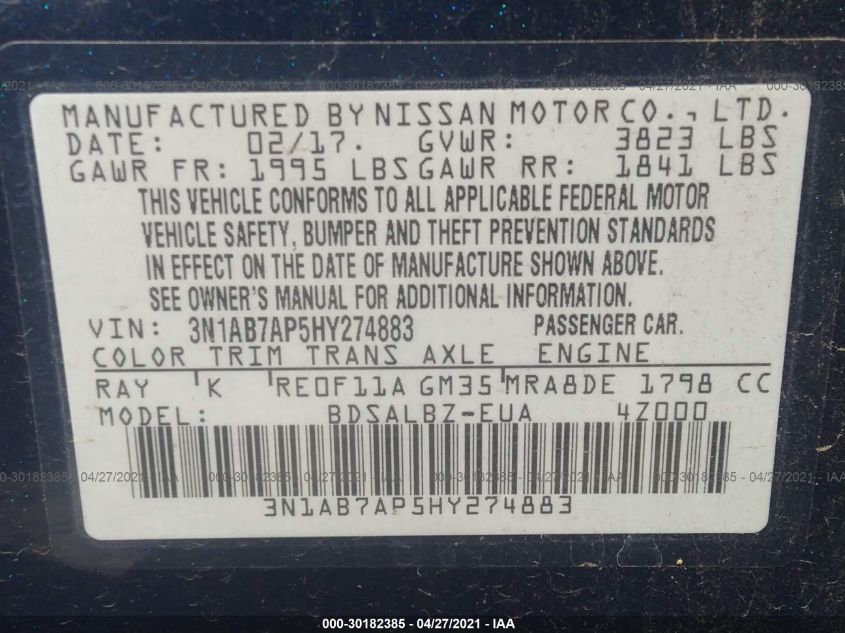 MANUFACTURED BY NISSAN MOTOR CO., LTD.
DATE: 02/17. GVWR: 3823 LBS
GAWR FR: 1995 LBS GAWR RR: 1841 LBS
THIS VEHICLE CONFORMS TO ALL APPLICABLE FEDERAL MOTOR
VEHICLE SAFETY, BUMPER AND THEFT PREVENTION STANDARDS
IN EFFECT ON THE DATE OF MANUFACTURE SHOWN ABOVE.
SEE OWNER'S MANUAL FOR ADDITIONAL INFORMATION.
VIN: 3N1AB7AP5HY274883 PASSENGER CAR.
COLOR TRIM TRANS AXLE ENGINE
RAY K RE0F11A GM35 MRA8DE 1798 CC
MODEL: BDSALBZ-EUA 4Z000
3N1AB7AP5HY274883
000-30182385 - 04/27/2021 - IAA